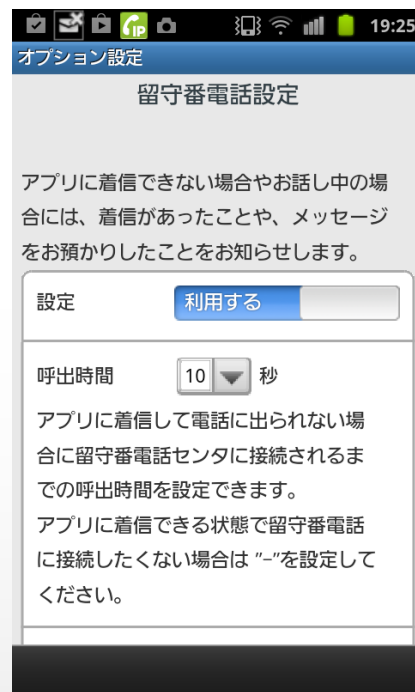 19:25
オプション設定
留守番電話設定
アプリに着信できない場合やお話し中の場
合には、着信があったことや、メッセージ
をお預かりしたことをお知らせします。
設定 利用する
呼出時間 10 秒
アプリに着信して電話に出られない場
合に留守番電話センタに接続されるま
での呼出時間を設定できます。
アプリに着信できる状態で留守番電話
に接続したくない場合は "-"を設定して
ください。